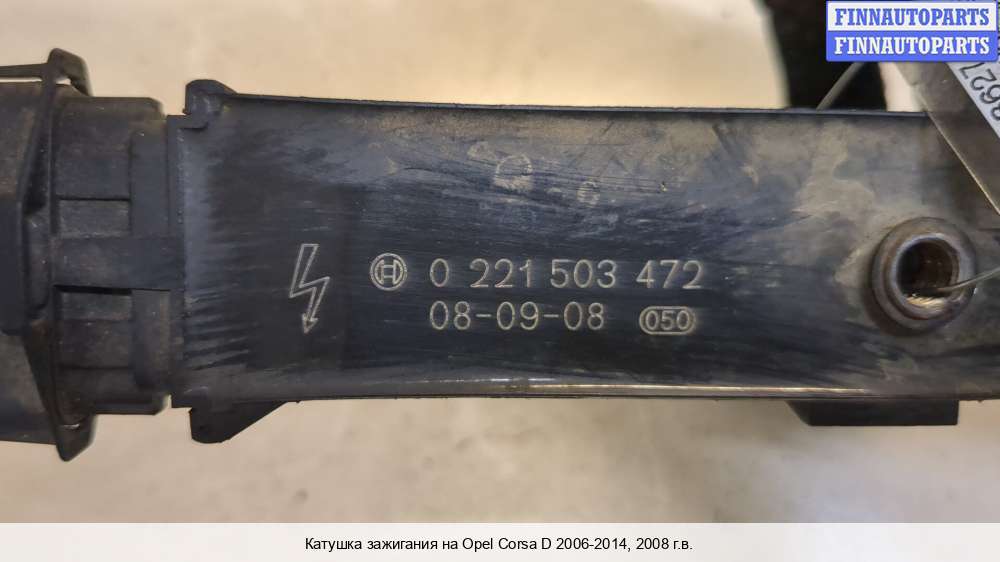 FINNAUTOPARTS
FINNAUTOPARTS
0 221 503 472
08-09-08 050
Катушка зажигания на Opel Corsa D 2006-2014, 2008 г.в.